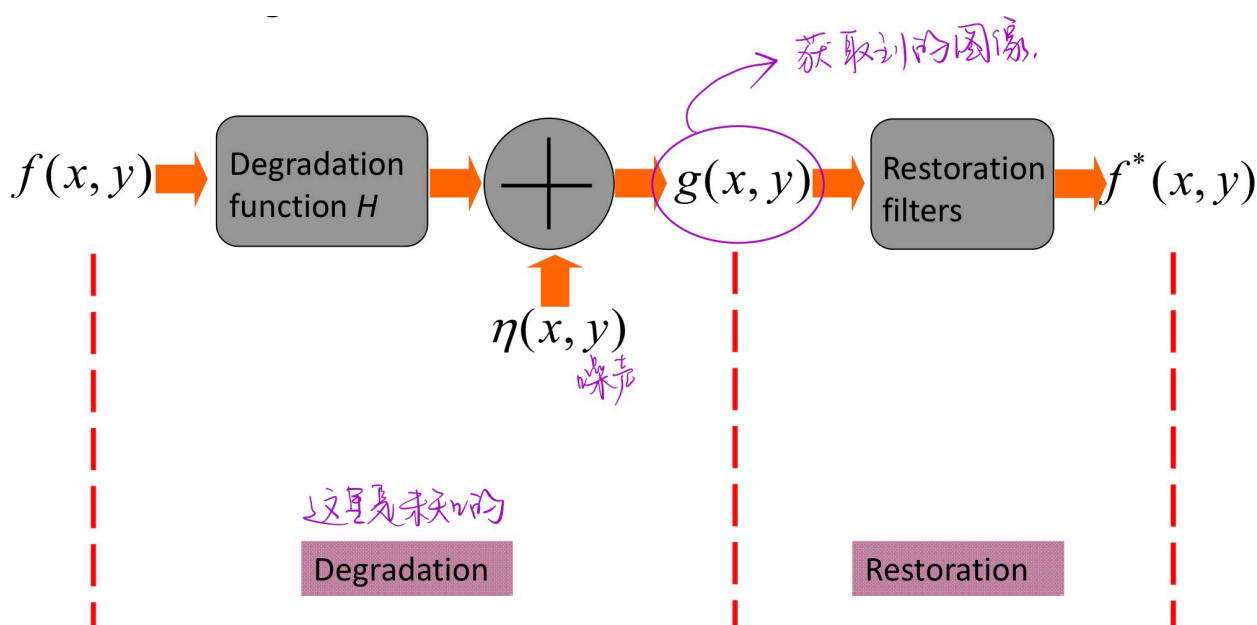 获取到的图像.
f(x, y)
Degradation
function H
g(x, y)
Restoration
filters
f*(x, y)
η(x, y)
噪声
这里是未知的
Degradation
Restoration